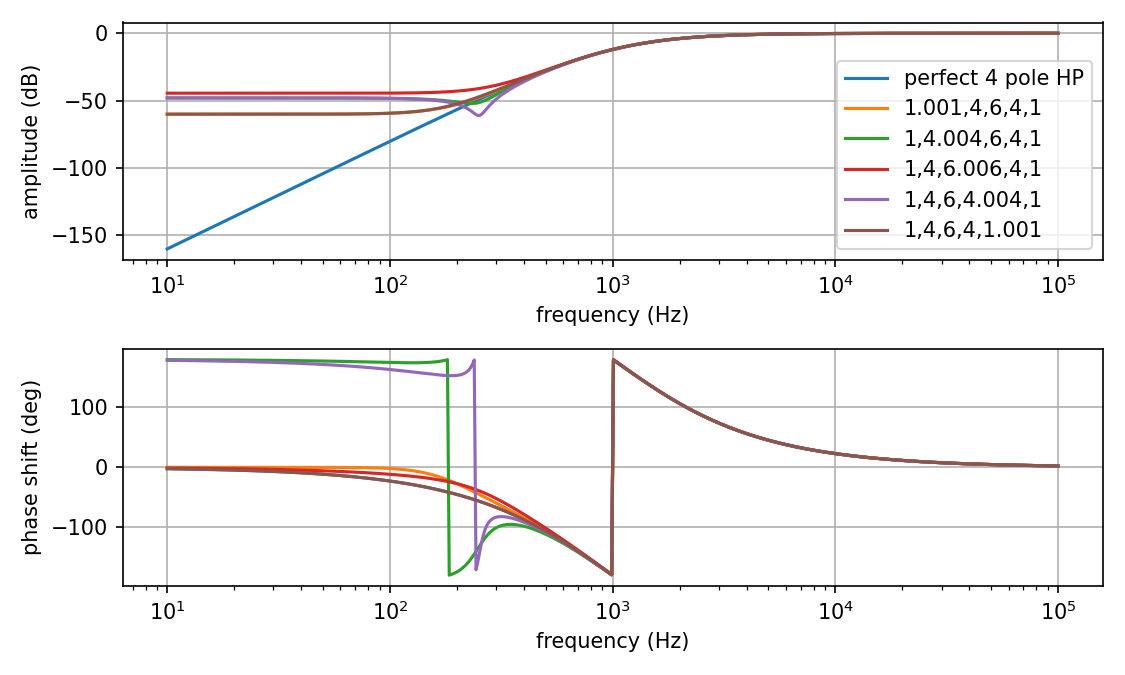 0
−50
−100
−150
amplitude (dB)
perfect 4 pole HP
1.001,4,6,4,1
1,4.004,6,4,1
1,4,6.006,4,1
1,4,6,4.004,1
1,4,6,4,1.001
10¹ 10² 10³ 10⁴ 10⁵
frequency (Hz)
100
0
−100
phase shift (deg)
10¹ 10² 10³ 10⁴ 10⁵
frequency (Hz)